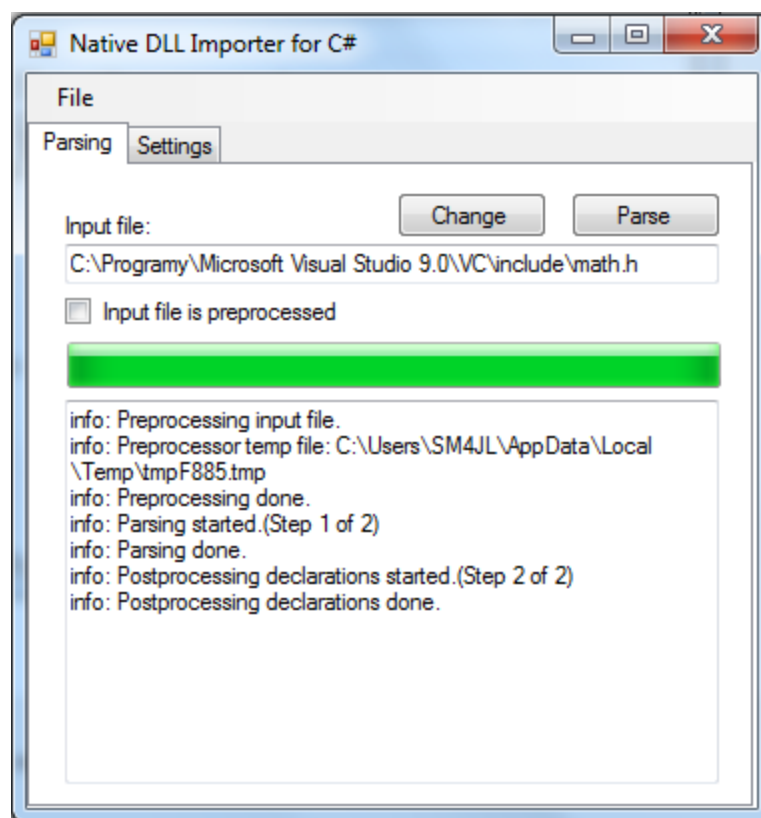 Native DLL Importer for C#
File
Parsing Settings
Change Parse
Input file:
C:\Programy\Microsoft Visual Studio 9.0\VC\include\math.h
Input file is preprocessed
info: Preprocessing input file.
info: Preprocessor temp file: C:\Users\SM4JL\AppData\Local
\Temp\tmpF885.tmp
info: Preprocessing done.
info: Parsing started.(Step 1 of 2)
info: Parsing done.
info: Postprocessing declarations started.(Step 2 of 2)
info: Postprocessing declarations done.